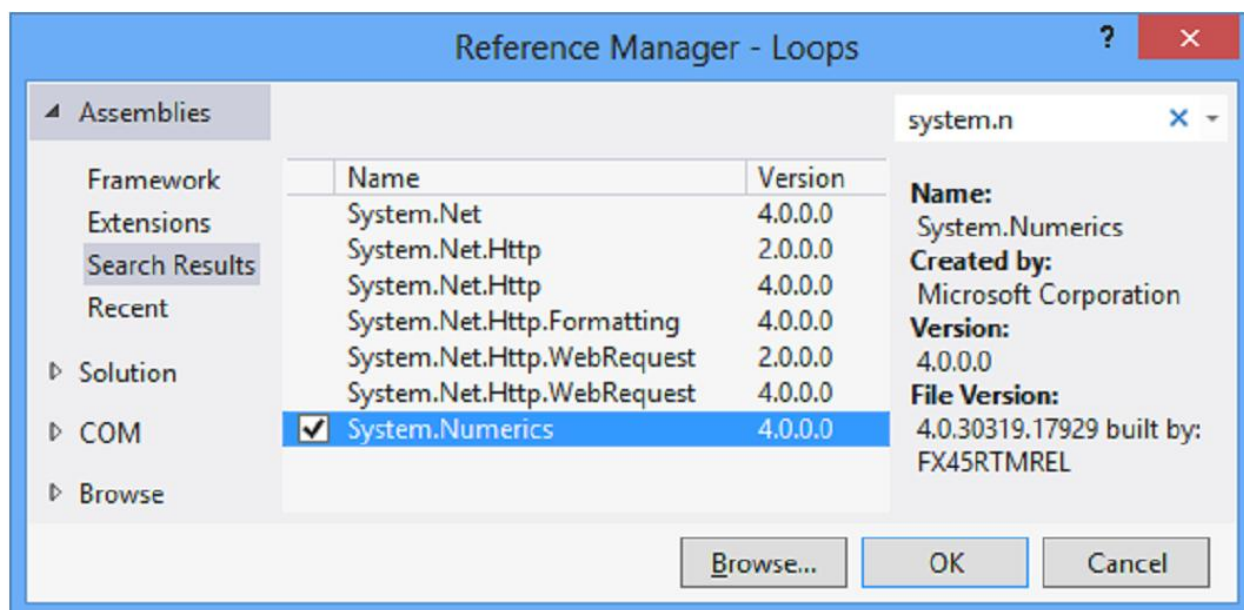 Reference Manager - Loops
?
Assemblies
Framework
Extensions
Search Results
Recent
Solution
COM
Browse
Name Version
System.Net 4.0.0.0
System.Net.Http 2.0.0.0
System.Net.Http 4.0.0.0
System.Net.Http.Formatting 4.0.0.0
System.Net.Http.WebRequest 2.0.0.0
System.Net.Http.WebRequest 4.0.0.0
System.Numerics 4.0.0.0
system.n
Name:
System.Numerics
Created by:
Microsoft Corporation
Version:
4.0.0.0
File Version:
4.0.30319.17929 built by:
FX45RTMREL
Browse... OK Cancel